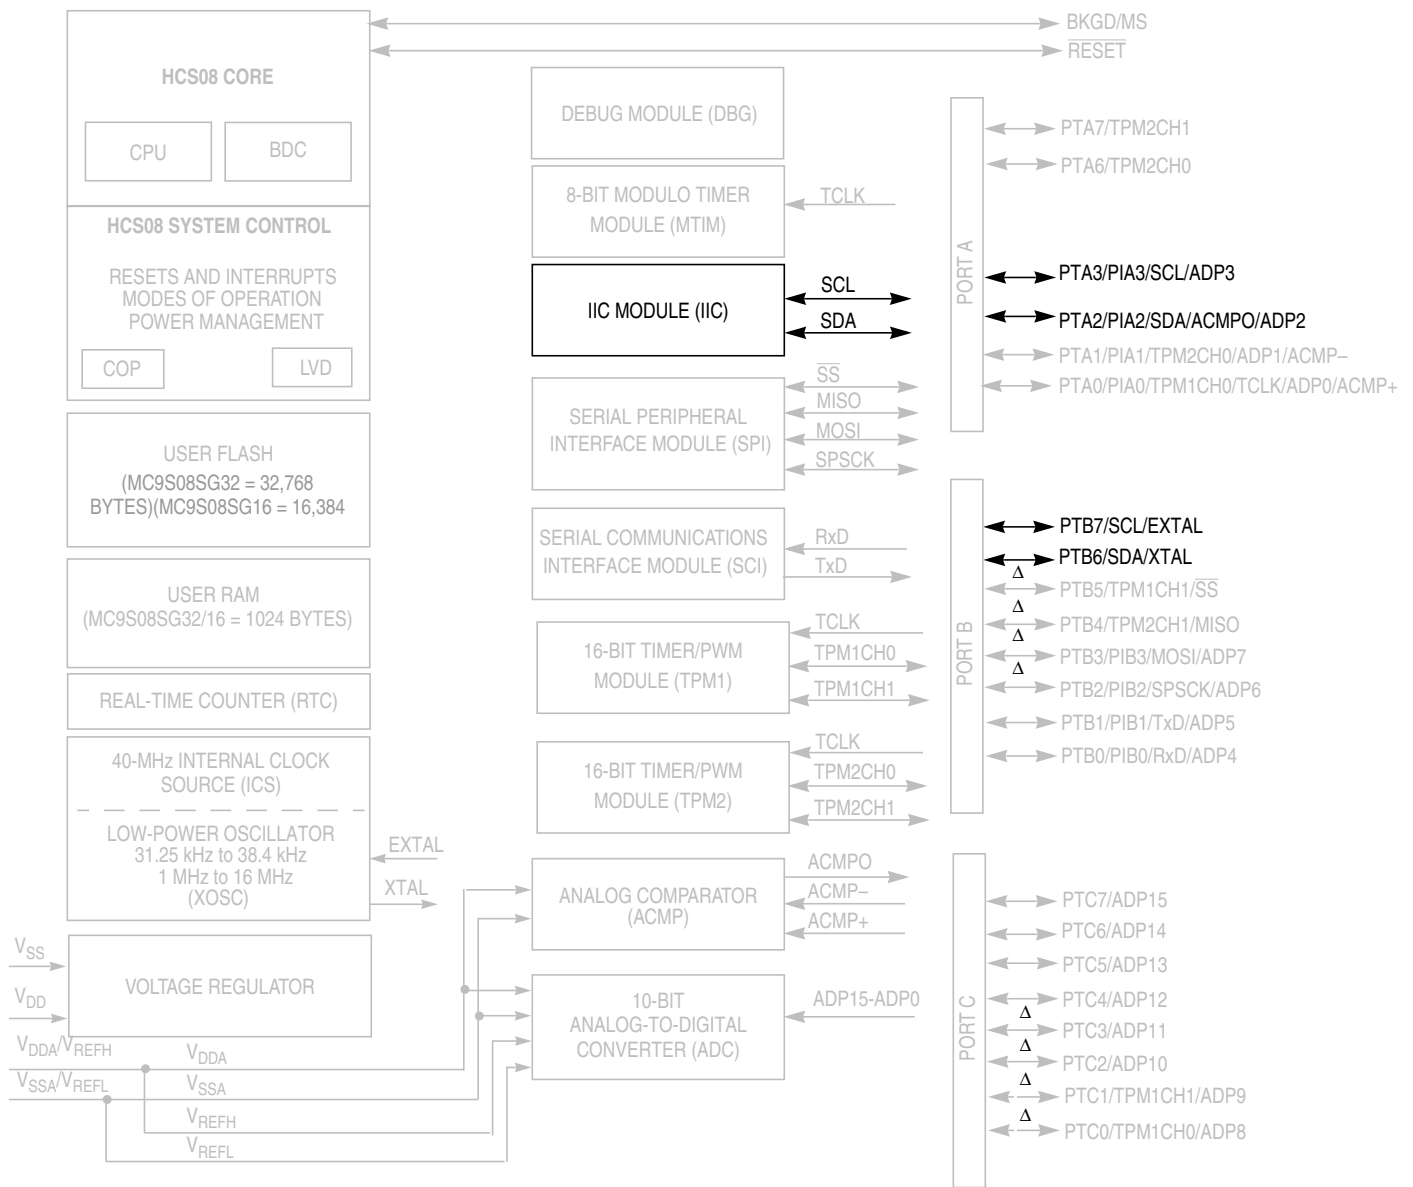 BKGD/MS
RESET
HCS08 CORE
CPU
BDC
HCS08 SYSTEM CONTROL
RESETS AND INTERRUPTS
MODES OF OPERATION
POWER MANAGEMENT
COP
LVD
USER FLASH
(MC9S08SG32 = 32,768
BYTES)(MC9S08SG16 = 16,384
USER RAM
(MC9S08SG32/16 = 1024 BYTES)
REAL-TIME COUNTER (RTC)
40-MHz INTERNAL CLOCK
SOURCE (ICS)
LOW-POWER OSCILLATOR
31.25 kHz to 38.4 kHz
1 MHz to 16 MHz
(XOSC)
EXTAL
XTAL
VSS
VDD
VOLTAGE REGULATOR
VDDA/VREFH
VSSA/VREFL
VDDA
VSSA
VREFH
VREFL
DEBUG MODULE (DBG)
8-BIT MODULO TIMER
MODULE (MTIM)
TCLK
IIC MODULE (IIC)
SCL
SDA
SERIAL PERIPHERAL
INTERFACE MODULE (SPI)
SS
MISO
MOSI
SPSCK
SERIAL COMMUNICATIONS
INTERFACE MODULE (SCI)
RxD
TxD
16-BIT TIMER/PWM
MODULE (TPM1)
TCLK
TPM1CH0
TPM1CH1
16-BIT TIMER/PWM
MODULE (TPM2)
TCLK
TPM2CH0
TPM2CH1
ANALOG COMPARATOR
(ACMP)
ACMPO
ACMP–
ACMP+
10-BIT
ANALOG-TO-DIGITAL
CONVERTER (ADC)
ADP15-ADP0
PORT A
PTA7/TPM2CH1
PTA6/TPM2CH0
PTA3/PIA3/SCL/ADP3
PTA2/PIA2/SDA/ACMPO/ADP2
PTA1/PIA1/TPM2CH0/ADP1/ACMP–
PTA0/PIA0/TPM1CH0/TCLK/ADP0/ACMP+
PORT B
PTB7/SCL/EXTAL
PTB6/SDA/XTAL
Δ
PTB5/TPM1CH1/SS
Δ
PTB4/TPM2CH1/MISO
Δ
PTB3/PIB3/MOSI/ADP7
Δ
PTB2/PIB2/SPSCK/ADP6
PTB1/PIB1/TxD/ADP5
PTB0/PIB0/RxD/ADP4
PORT C
PTC7/ADP15
PTC6/ADP14
PTC5/ADP13
PTC4/ADP12
Δ
PTC3/ADP11
Δ
PTC2/ADP10
Δ
PTC1/TPM1CH1/ADP9
Δ
PTC0/TPM1CH0/ADP8